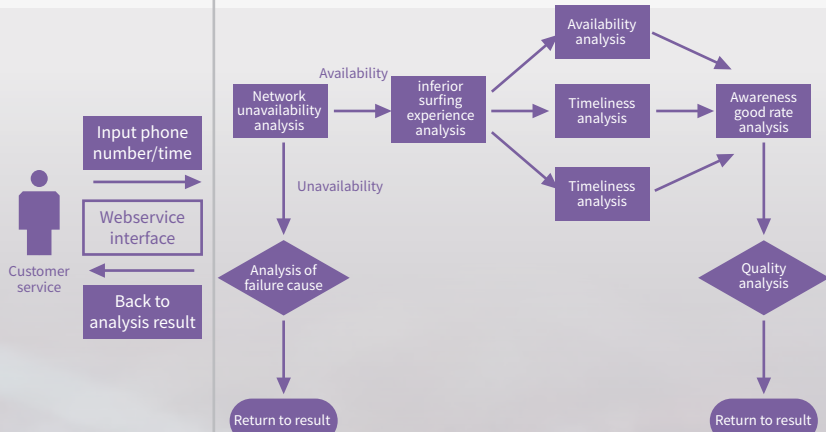 Input phone
number/time
Webservice
interface
Back to
analysis result
Customer
service
Network
unavailability
analysis
Availability
Unavailability
inferior
surfing
experience
analysis
Availability
analysis
Timeliness
analysis
Timeliness
analysis
Awareness
good rate
analysis
Analysis of
failure cause
Quality
analysis
Return to result
Return to result